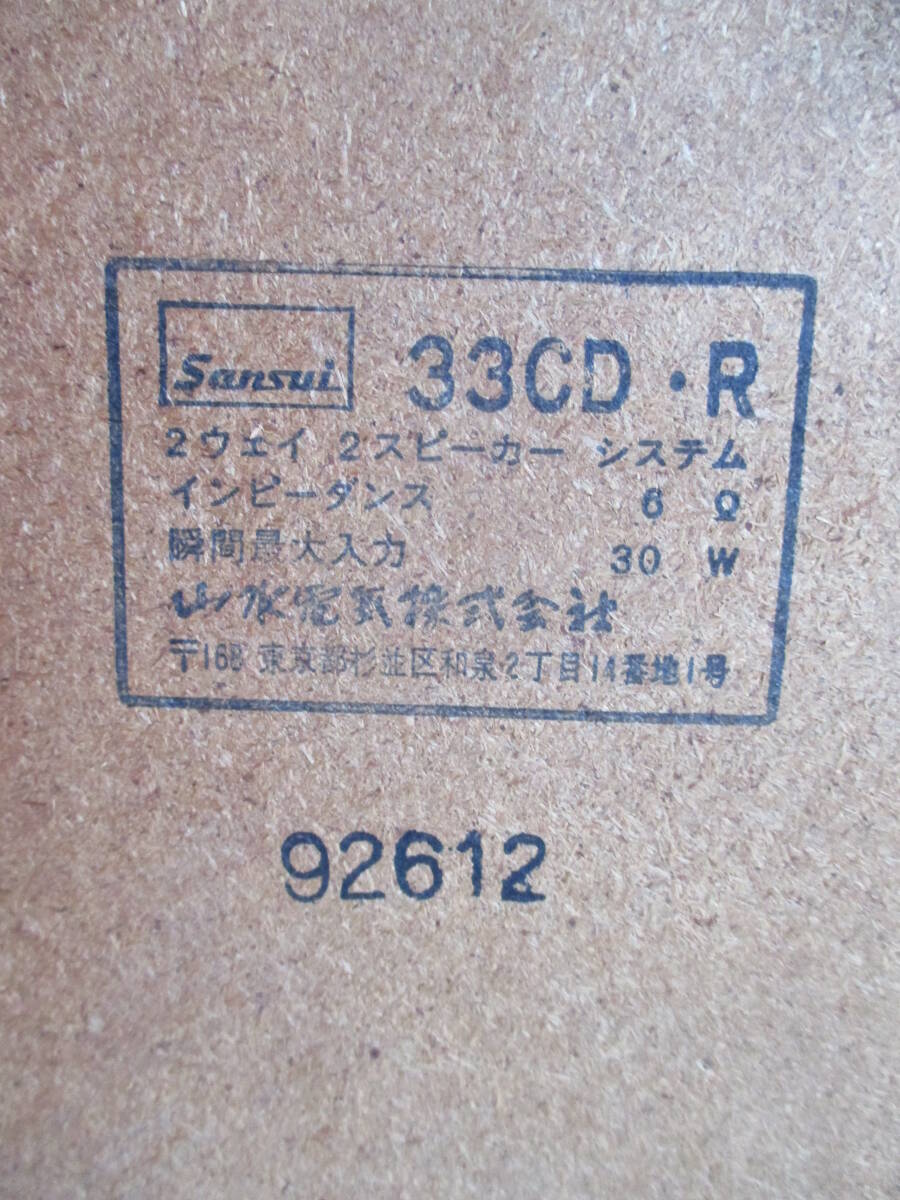 Sansui 33CD・R
2ウェイ 2スピーカー システム
インピーダンス 6 Ω
瞬間最大入力 30 W
山水電気株式会社
〒168 東京都杉並区和泉2丁目14番地1号
92612